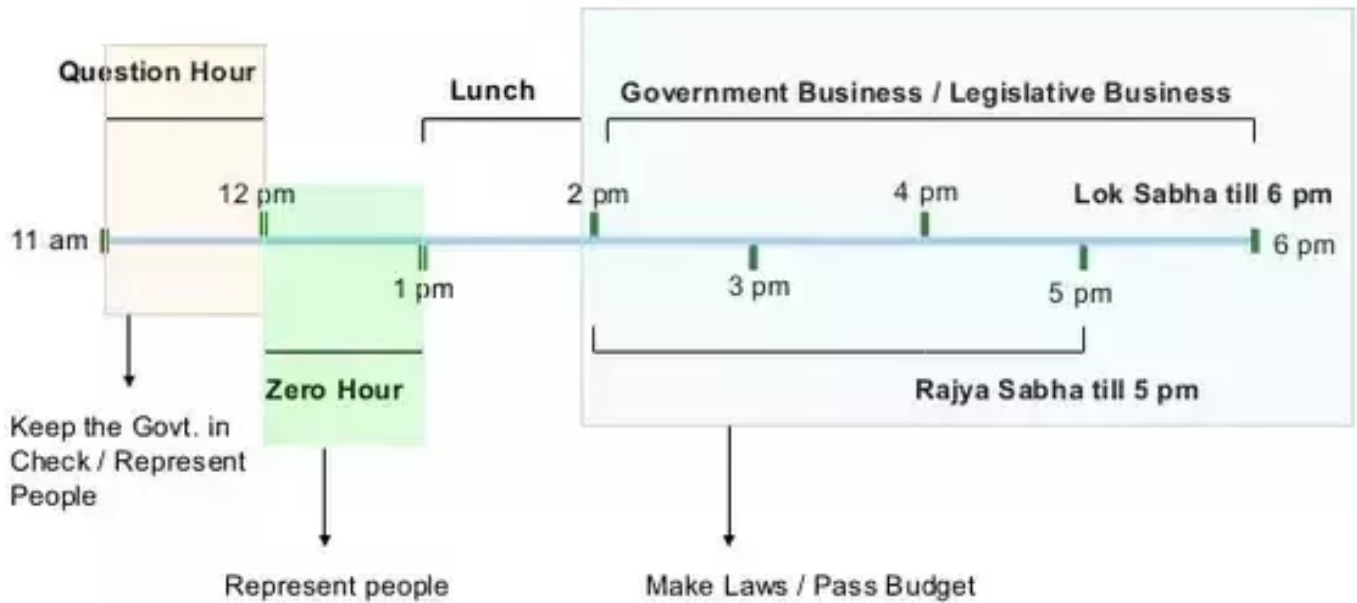 Question Hour
Lunch
Government Business / Legislative Business
12 pm
2 pm
4 pm
Lok Sabha till 6 pm
11 am
6 pm
1 pm
3 pm
5 pm
Zero Hour
Rajya Sabha till 5 pm
Keep the Govt. in
Check / Represent
People
Represent people
Make Laws / Pass Budget